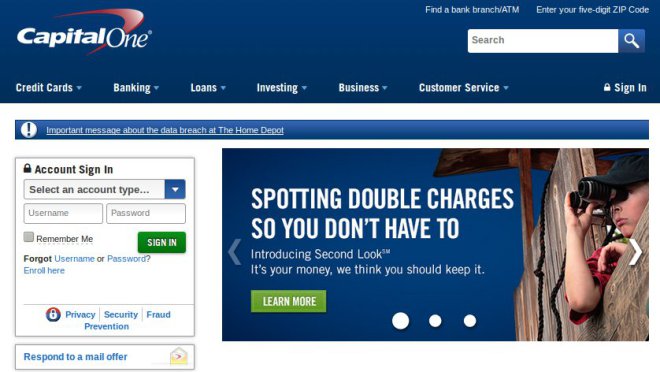 Find a bank branch/ATM
Enter your five-digit ZIP Code
Capital One®
Search
Credit Cards
Banking
Loans
Investing
Business
Customer Service
Sign In
Important message about the data breach at The Home Depot
Account Sign In
Select an account type...
Username
Password
Remember Me
SIGN IN
Forgot Username or Password?
Enroll here
Privacy
Security
Fraud
Prevention
Respond to a mail offer
SPOTTING DOUBLE CHARGES
SO YOU DON'T HAVE TO
Introducing Second Look℠
It's your money, we think you should keep it.
LEARN MORE